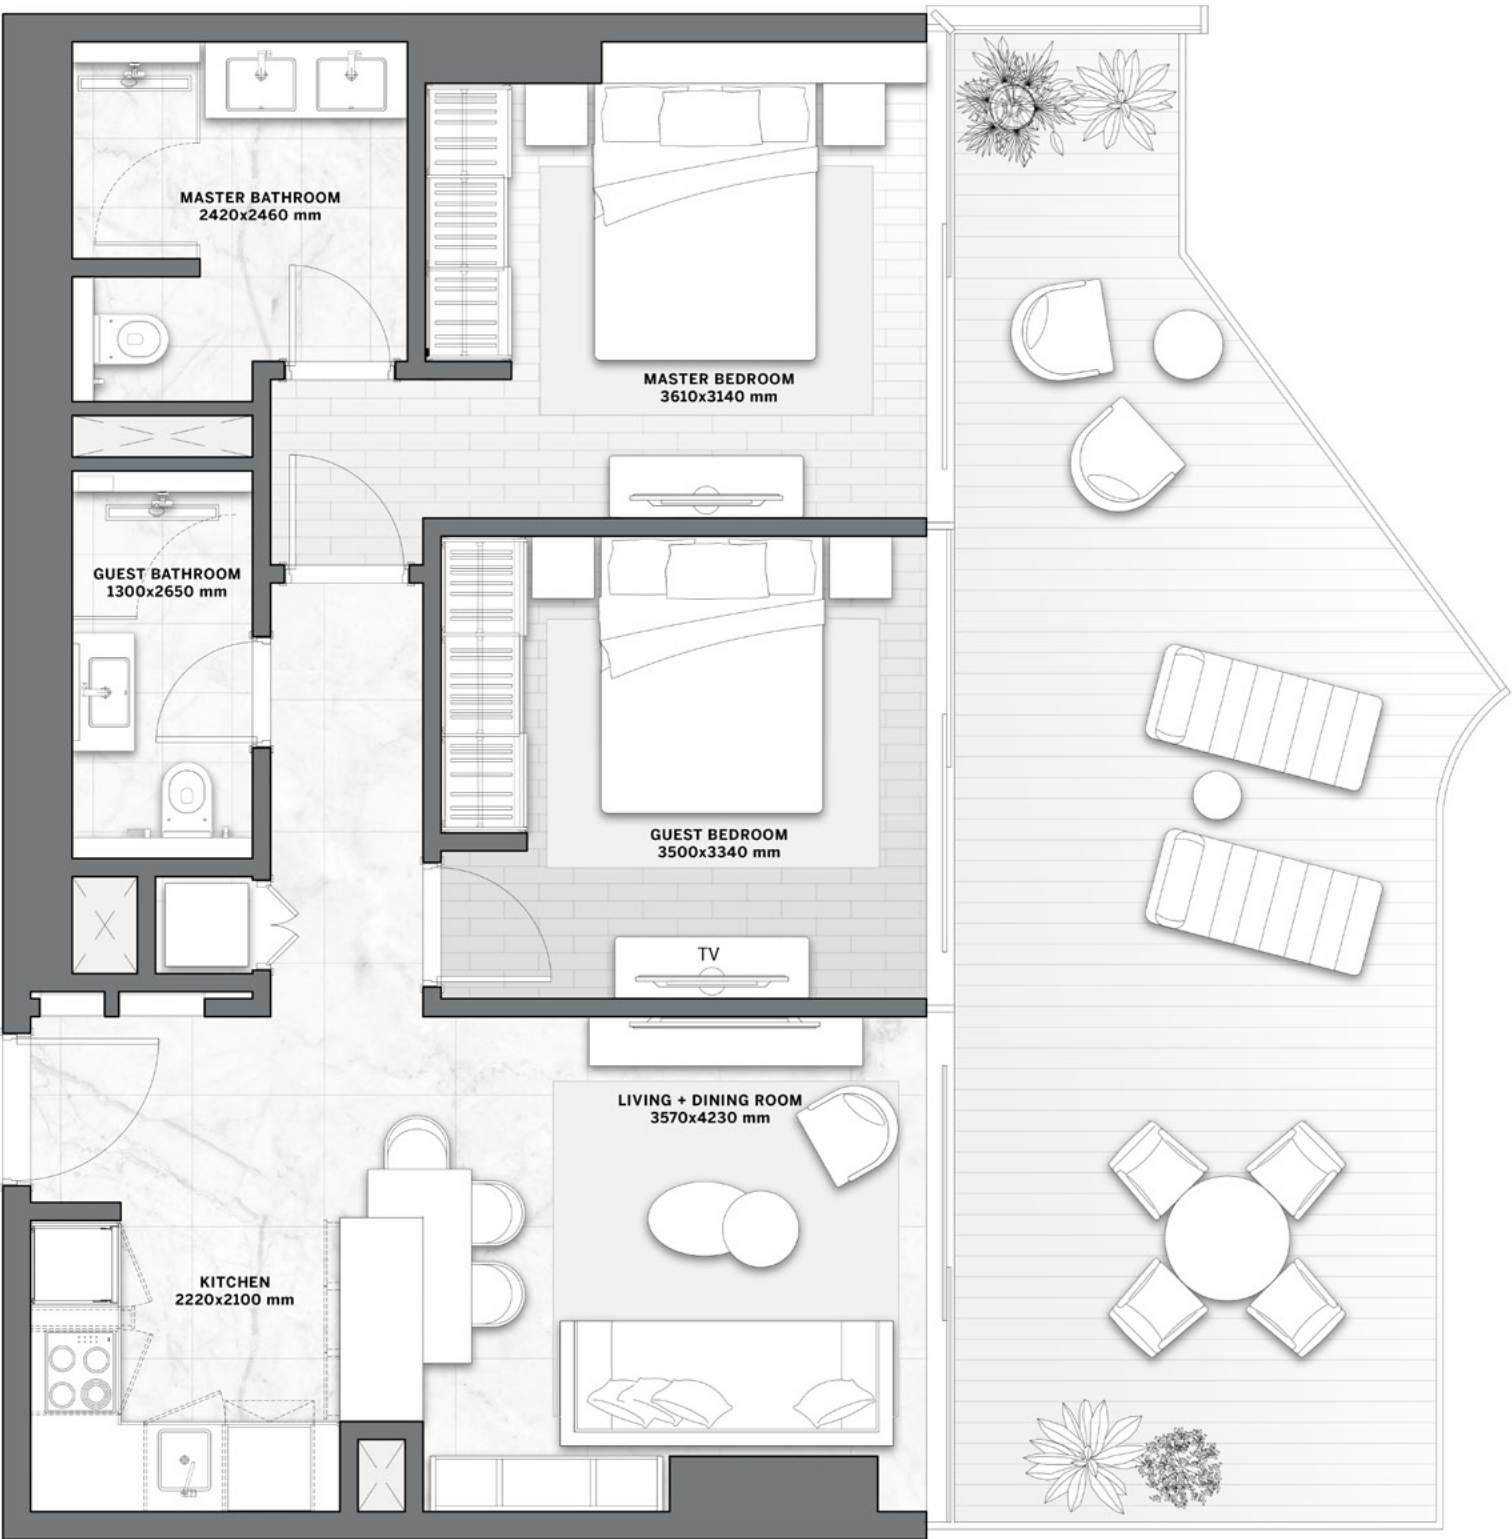 MASTER BATHROOM
2420x2460 mm
MASTER BEDROOM
3610x3140 mm
GUEST BATHROOM
1300x2650 mm
GUEST BEDROOM
3500x3340 mm
TV
LIVING + DINING ROOM
3570x4230 mm
KITCHEN
2220x2100 mm